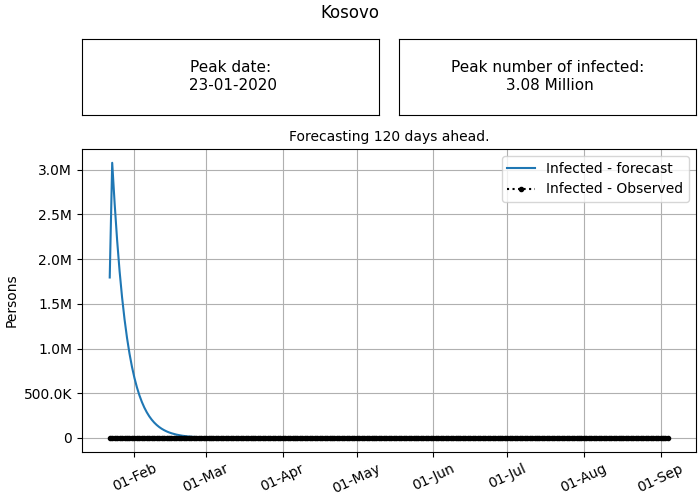 Kosovo
Peak date:
23-01-2020
Peak number of infected:
3.08 Million
Forecasting 120 days ahead.
Infected - forecast
Infected - Observed
Persons
3.0M
2.5M
2.0M
1.5M
1.0M
500.0K
0
01-Feb
01-Mar
01-Apr
01-May
01-Jun
01-Jul
01-Aug
01-Sep